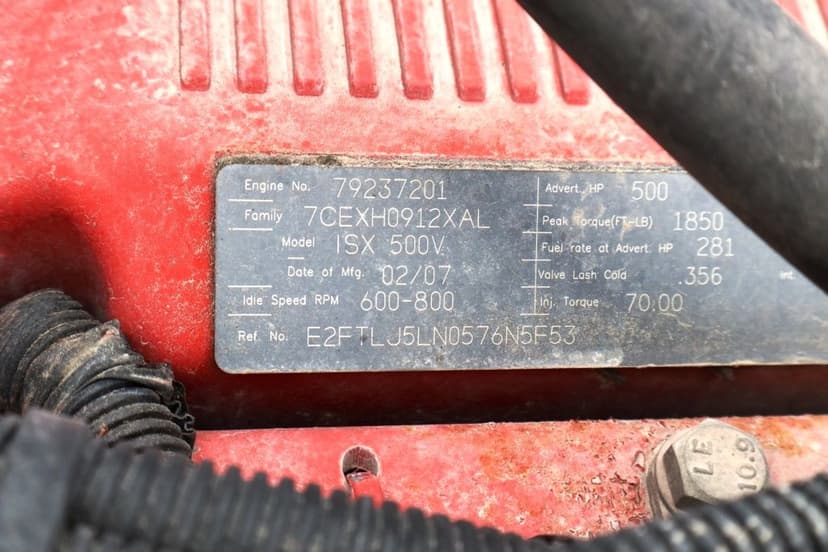 Engine No. 79237201
Family 7CEXH0912XAL
Model ISX 500V
Date of Mfg. 02/07
Idle Speed RPM 600-800
Ref. No. E2FTLJ5LN0576N5F53
Advert. HP 500
Peak Torque(FT-LB) 1850
Fuel rate at Advert. HP 281
Valve Lash Cold .356 int.
Inj. Torque 70.00
LE
10.9